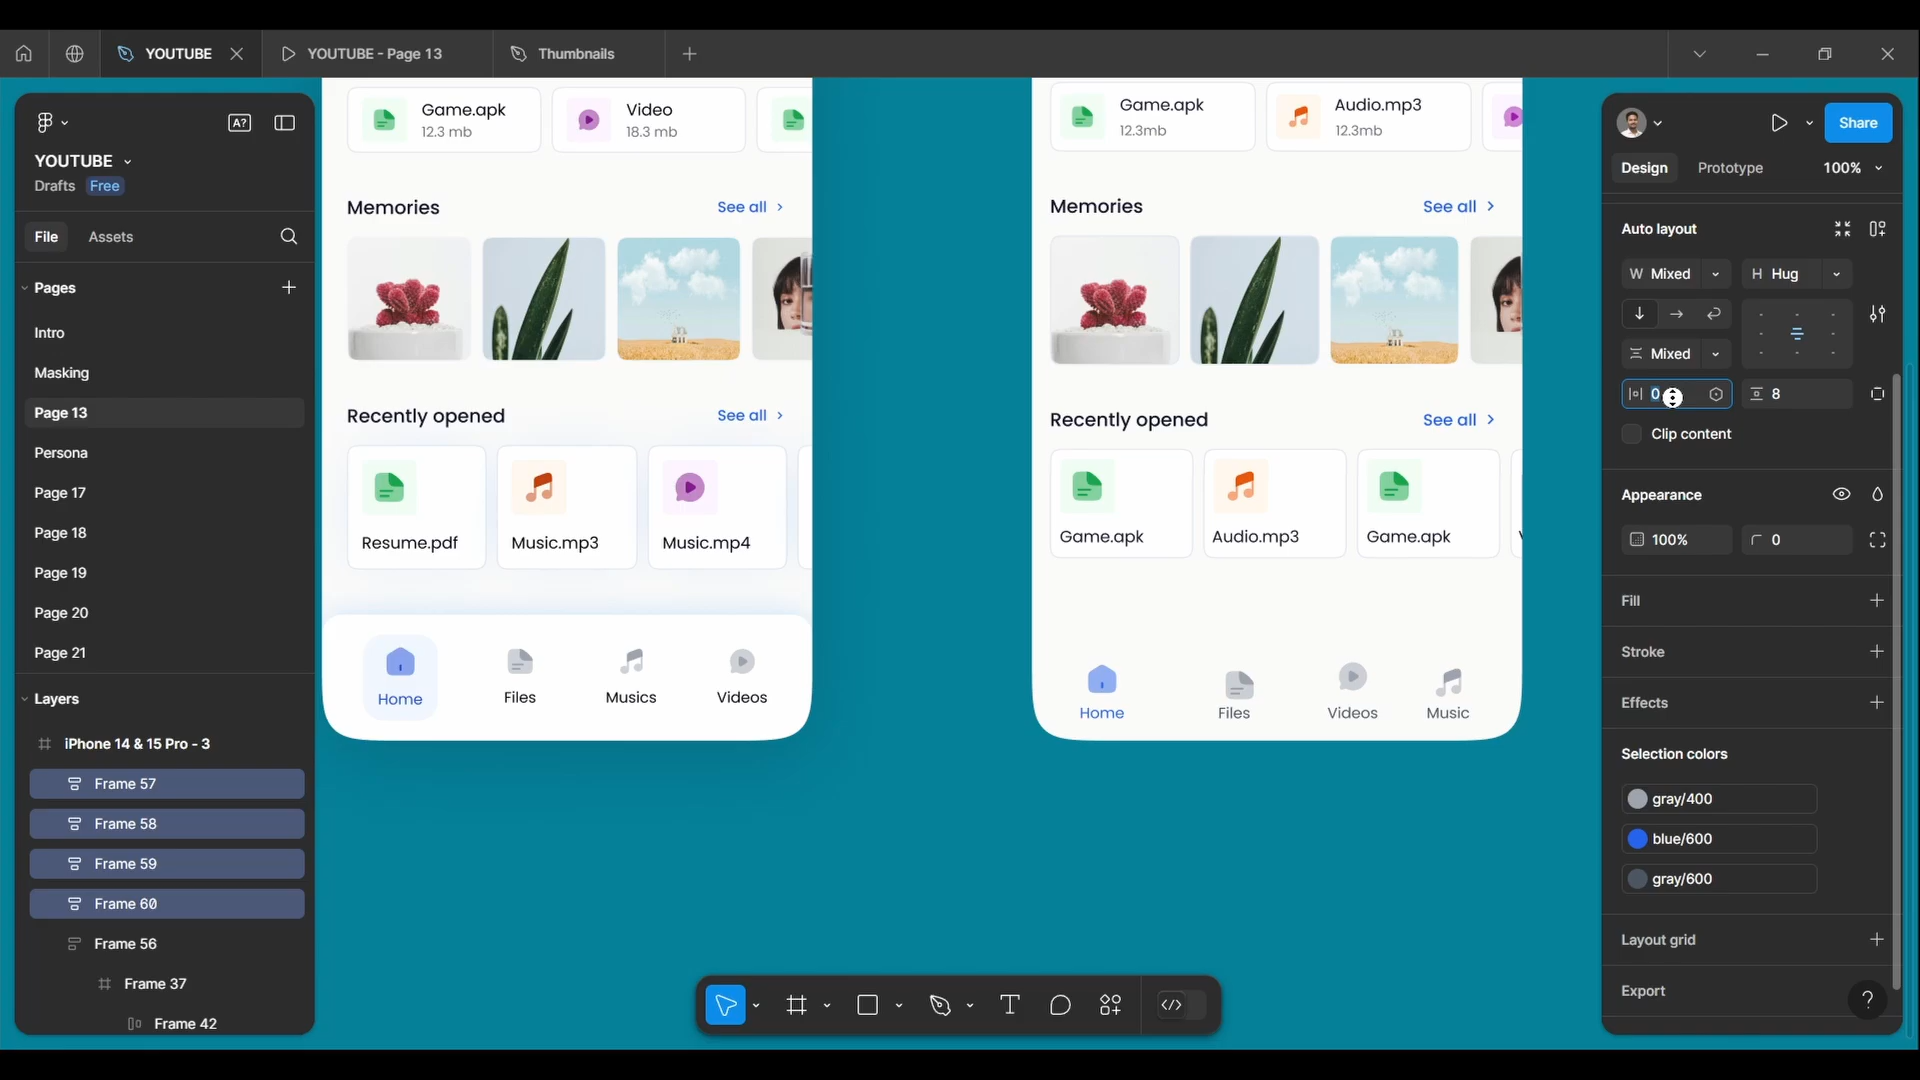 YOUTUBE
YOUTUBE - Page 13
Thumbnails
A?
YOUTUBE
Drafts Free
File Assets
Pages
Intro
Masking
Page 13
Persona
Page 17
Page 18
Page 19
Page 20
Page 21
Layers
iPhone 14 & 15 Pro - 3
Frame 57
Frame 58
Frame 59
Frame 60
Frame 56
Frame 37
Frame 42
Game.apk
12.3 mb
Video
18.3 mb
Memories See all
Recently opened See all
Resume.pdf Music.mp3 Music.mp4
Home Files Musics Videos
Game.apk
12.3mb
Audio.mp3
12.3mb
Memories See all
Recently opened See all
Game.apk Audio.mp3 Game.apk
Home Files Videos Music
Share
Design Prototype 100%
Auto layout
W Mixed H Hug
Mixed
0 8
Clip content
Appearance
100% 0
Fill
Stroke
Effects
Selection colors
gray/400
blue/600
gray/600
Layout grid
Export
?